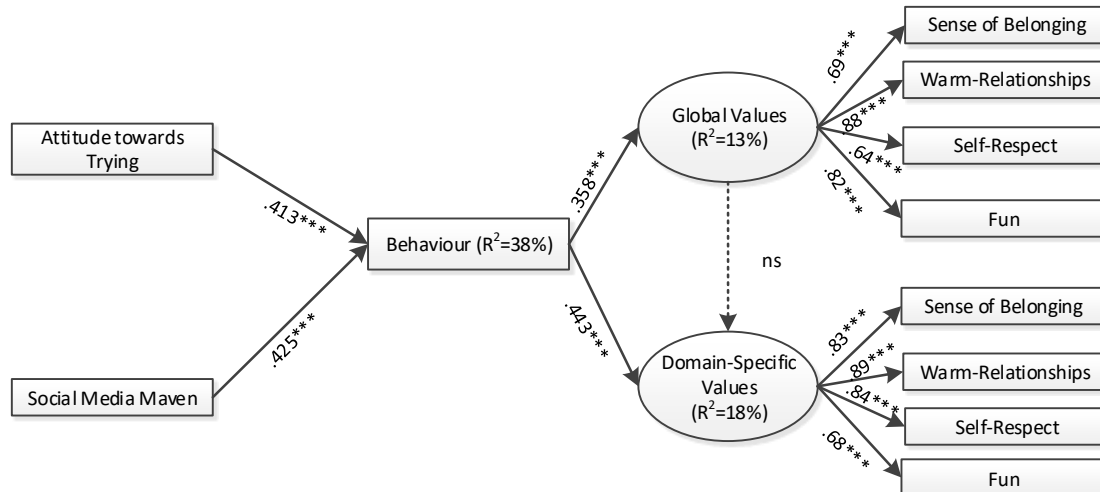 Attitude towards
Trying
Social Media Maven
.413***
.425***
Behaviour (R²=38%)
.358***
.443***
Global Values
(R²=13%)
ns
Domain-Specific
Values
(R²=18%)
.69***
.88***
.64***
.82***
Sense of Belonging
Warm-Relationships
Self-Respect
Fun
.83***
.89***
.84***
.68***
Sense of Belonging
Warm-Relationships
Self-Respect
Fun